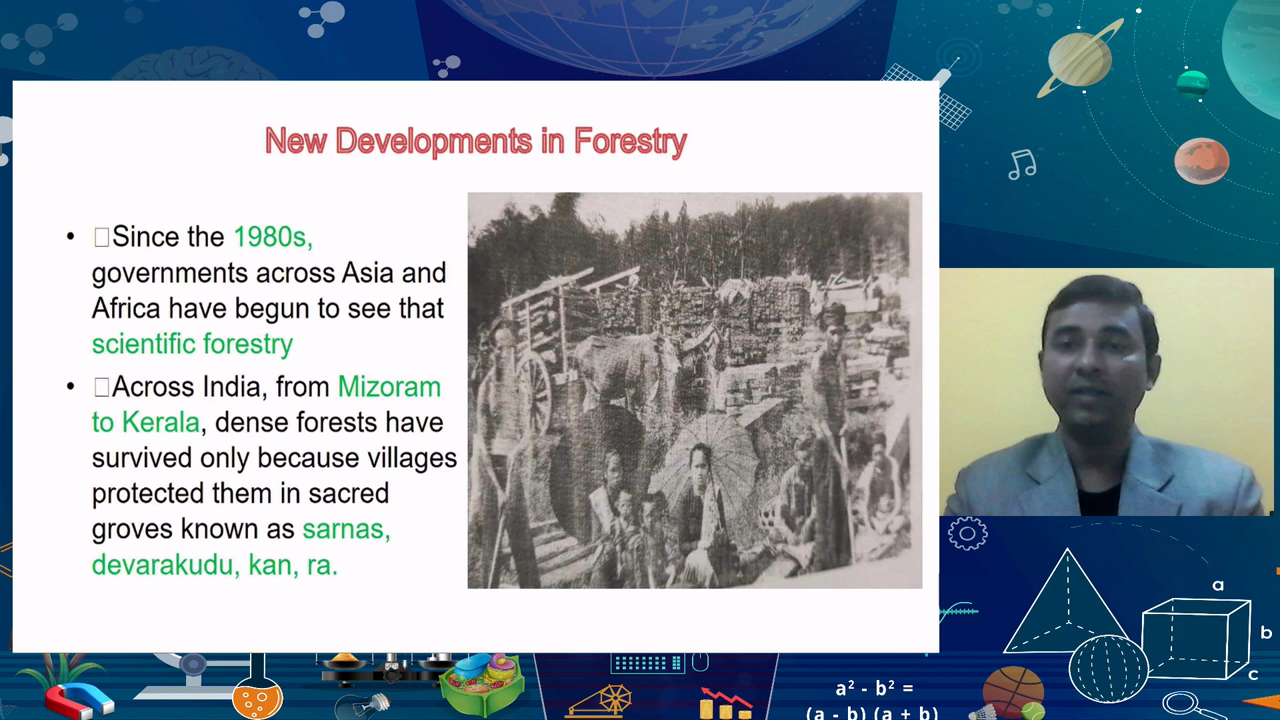 New Developments in Forestry
• Since the 1980s,
governments across Asia and
Africa have begun to see that
scientific forestry
• Across India, from Mizoram
to Kerala, dense forests have
survived only because villages
protected them in sacred
groves known as sarnas,
devarakudu, kan, ra.
a
b
c
a² - b² =
(a - b) (a + b)